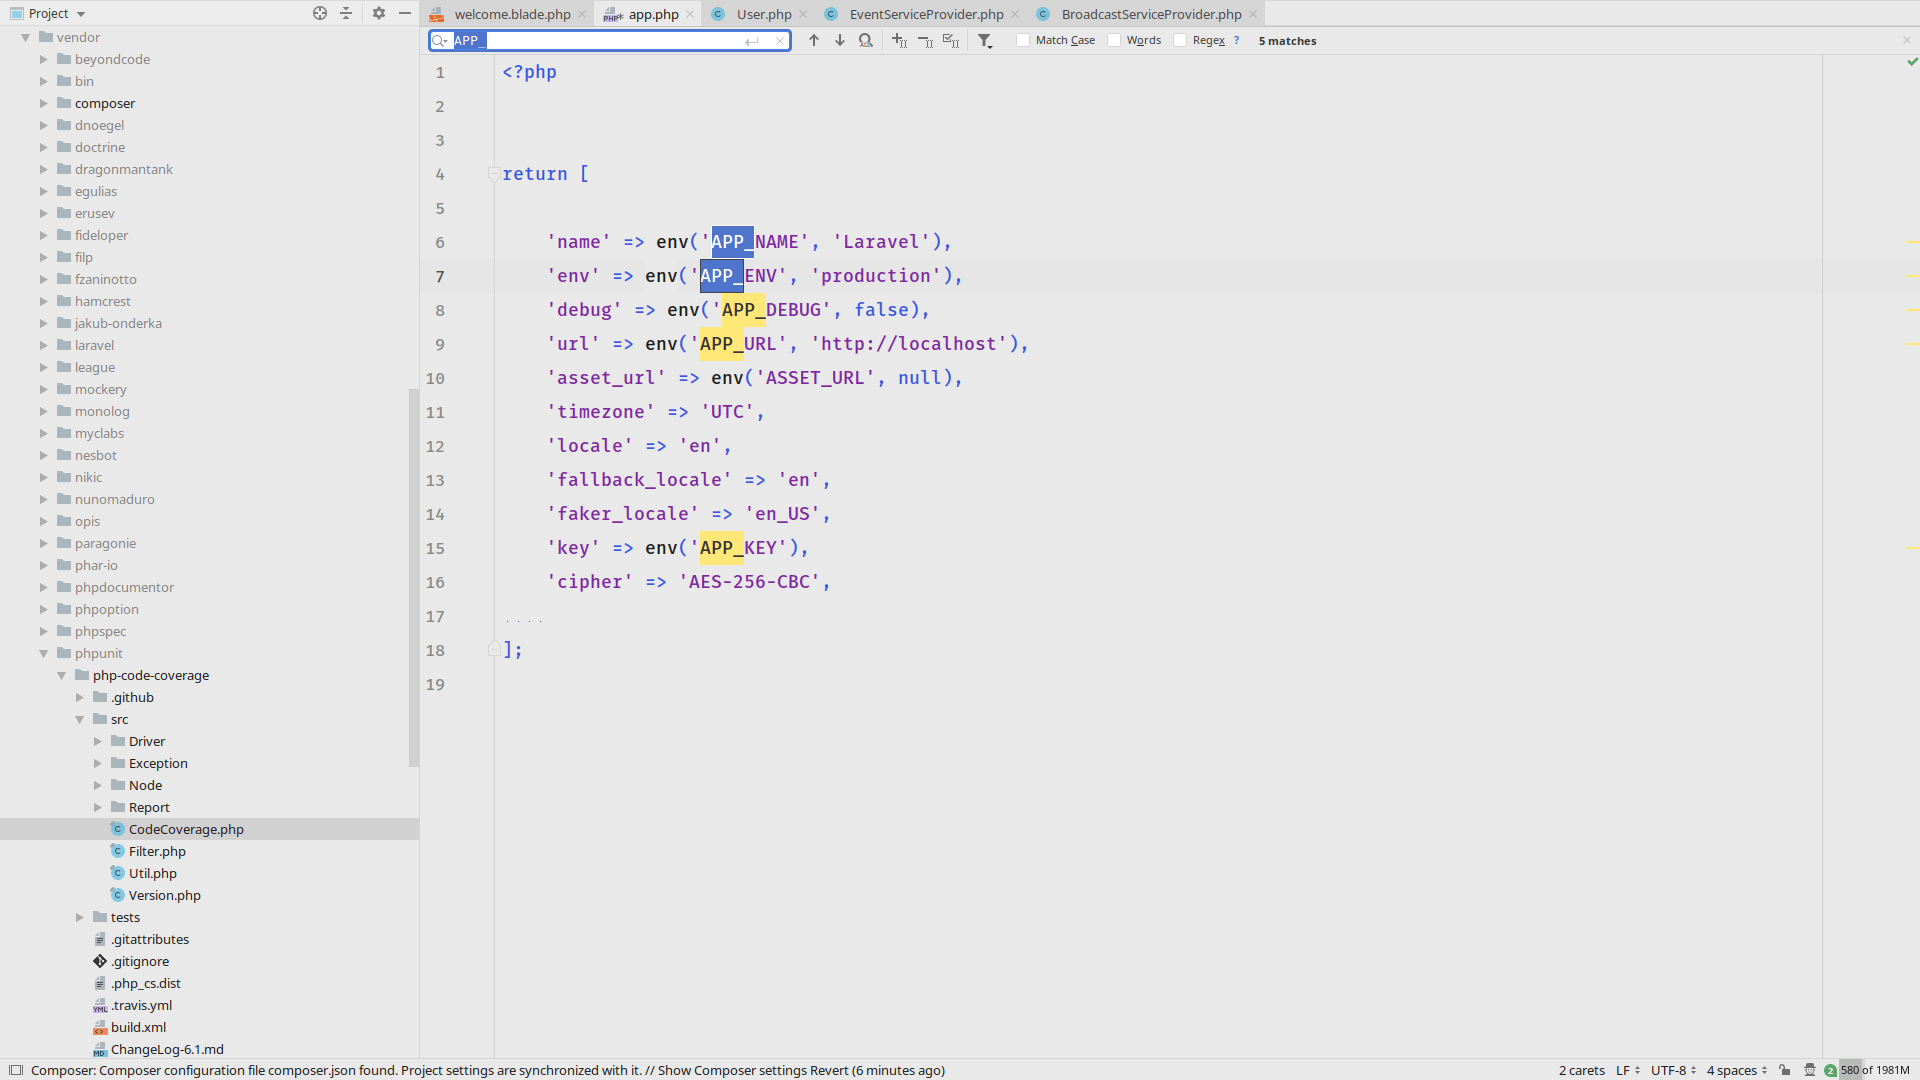 Project
vendor
beyondcode
bin
composer
dnoegel
doctrine
dragonmantank
egulias
erusev
fideloper
filp
fzaninotto
hamcrest
jakub-onderka
laravel
league
mockery
monolog
myclabs
nesbot
nikic
nunomaduro
opis
paragonie
phar-io
phpdocumentor
phpoption
phpspec
phpunit
php-code-coverage
.github
src
Driver
Exception
Node
Report
CodeCoverage.php
Filter.php
Util.php
Version.php
tests
.gitattributes
.gitignore
.php_cs.dist
.travis.yml
build.xml
ChangeLog-6.1.md
welcome.blade.php app.php User.php EventServiceProvider.php BroadcastServiceProvider.php
APP_ Match Case Words Regex ? 5 matches
1 <?php
2
3
4 return [
5
6 'name' => env('APP_NAME', 'Laravel'),
7 'env' => env('APP_ENV', 'production'),
8 'debug' => env('APP_DEBUG', false),
9 'url' => env('APP_URL', 'http://localhost'),
10 'asset_url' => env('ASSET_URL', null),
11 'timezone' => 'UTC',
12 'locale' => 'en',
13 'fallback_locale' => 'en',
14 'faker_locale' => 'en_US',
15 'key' => env('APP_KEY'),
16 'cipher' => 'AES-256-CBC',
17 ....
18 ];
19
Composer: Composer configuration file composer.json found. Project settings are synchronized with it. // Show Composer settings Revert (6 minutes ago) 2 carets LF UTF-8 4 spaces 2 580 of 1981M